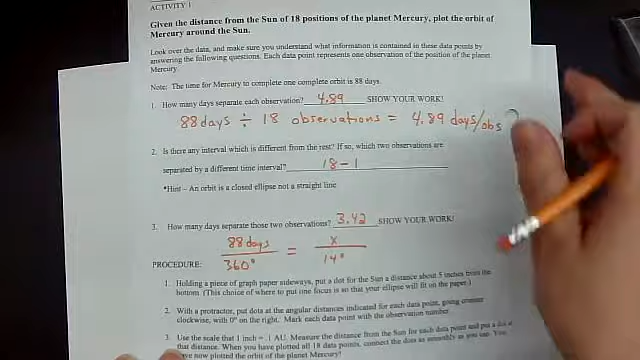 ACTIVITY 1
Given the distance from the Sun of 18 positions of the planet Mercury, plot the orbit of
Mercury around the Sun.
Look over the data, and make sure you understand what information is contained in these data points by
answering the following questions. Each data point represents one observation of the position of the planet
Mercury.
Note: The time for Mercury to complete one complete orbit is 88 days.
1. How many days separate each observation? 4.89 SHOW YOUR WORK!
88 days ÷ 18 observations = 4.89 days/obs
2. Is there any interval which is different from the rest? If so, which two observations are
separated by a different time interval? 18-1
*Hint – An orbit is a closed ellipse not a straight line
3. How many days separate those two observations? 3.42 SHOW YOUR WORK!
88 days = x
360° 14°
PROCEDURE:
1. Holding a piece of graph paper sideways, put a dot for the Sun a distance about 5 inches from the
bottom. (This choice of where to put one focus is so that your ellipse will fit on the paper.)
2. With a protractor, put dots at the angular distances indicated for each data point, going counter
clockwise, with 0° on the right. Mark each data point with the observation number.
3. Use the scale that 1 inch = .1 AU. Measure the distance from the Sun for each data point and put a dot at
that distance. When you have plotted all 18 data points, connect the dots as smoothly as you
have now plotted the orbit of the planet Mercury!